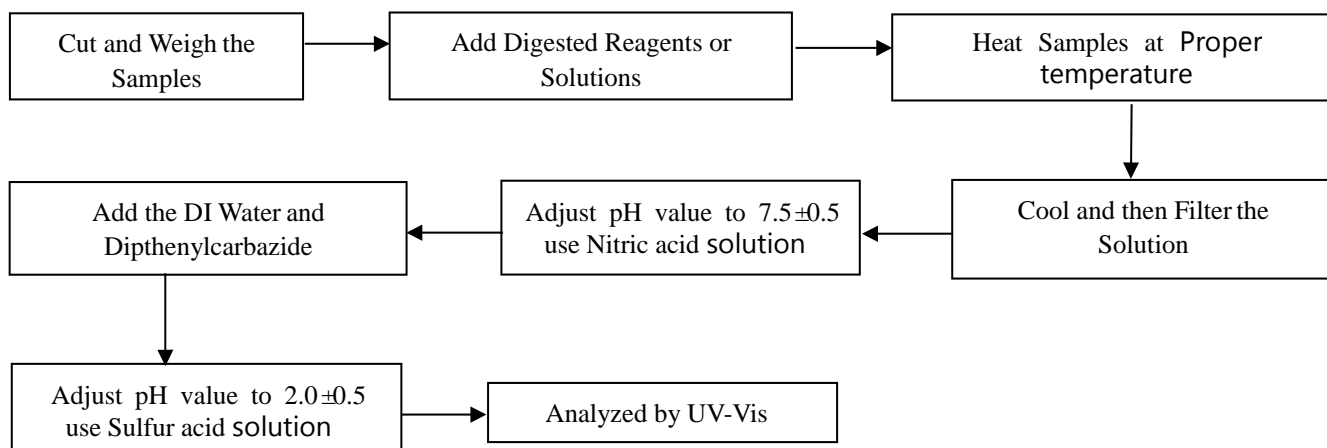 Cut and Weigh the
Samples
Add Digested Reagents or
Solutions
Heat Samples at Proper
temperature
Cool and then Filter the
Solution
Adjust pH value to 7.5±0.5
use Nitric acid solution
Add the DI Water and
Dipthenylcarbazide
Adjust pH value to 2.0±0.5
use Sulfur acid solution
Analyzed by UV-Vis